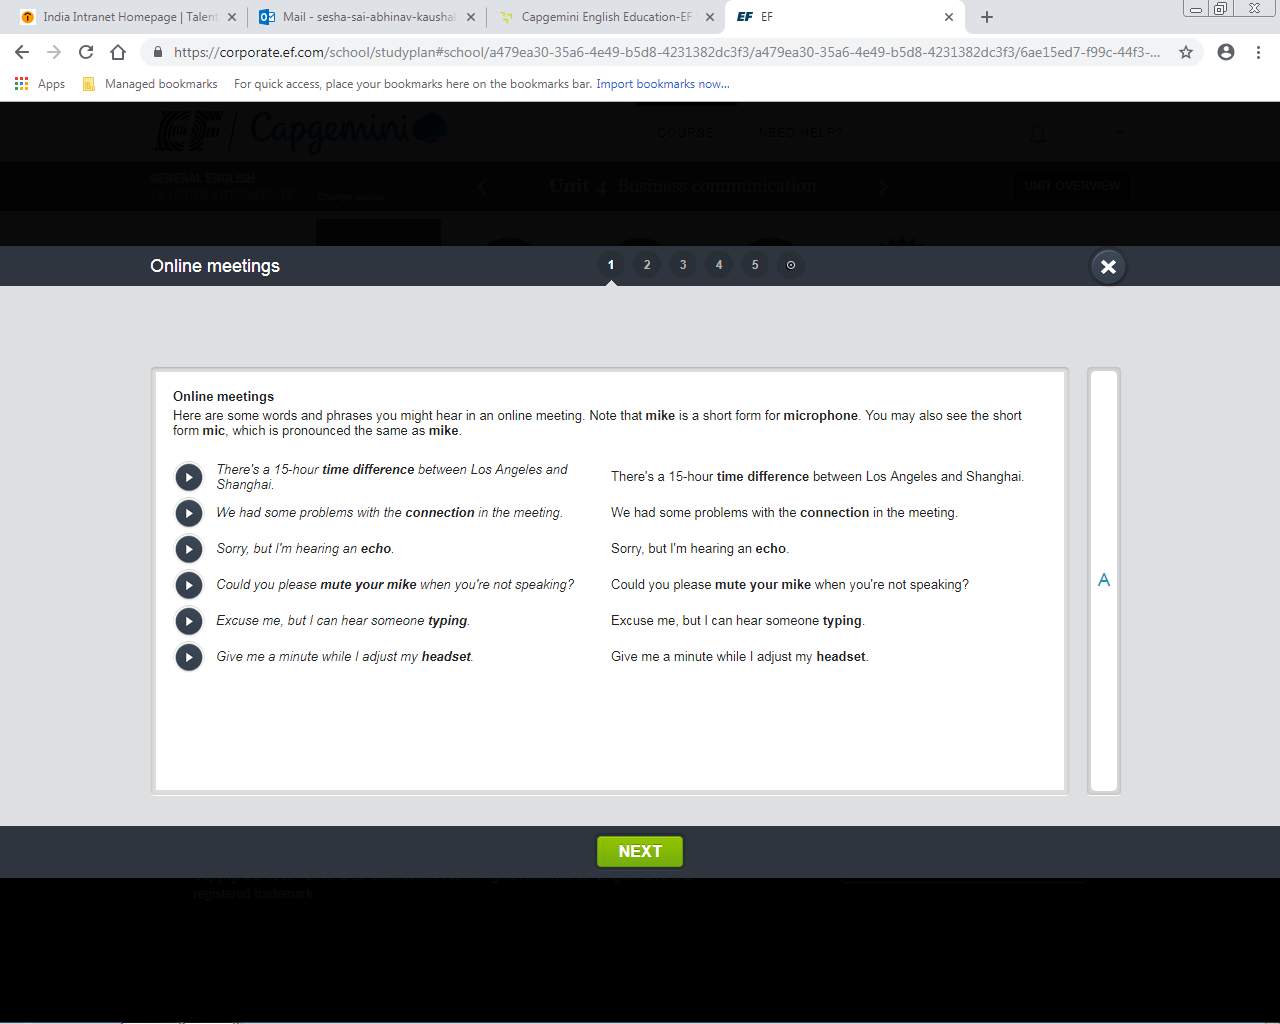 India Intranet Homepage | Talent
Mail - sesha-sai-abhinav-kaushal
Capgemini English Education-EF
EF EF
https://corporate.ef.com/school/studyplan#school/a479ea30-35a6-4e49-b5d8-4231382dc3f3/a479ea30-35a6-4e49-b5d8-4231382dc3f3/6ae15ed7-f99c-44f3-...
Apps Managed bookmarks For quick access, place your bookmarks here on the bookmarks bar. Import bookmarks now...
EF Capgemini COURSE NEED HELP?
GENERAL ENGLISH
Unit 4 Business communication UNIT OVERVIEW
Change course
Online meetings 1 2 3 4 5
Online meetings
Here are some words and phrases you might hear in an online meeting. Note that mike is a short form for microphone. You may also see the short
form mic, which is pronounced the same as mike.
There's a 15-hour time difference between Los Angeles and
Shanghai.
There's a 15-hour time difference between Los Angeles and Shanghai.
We had some problems with the connection in the meeting. We had some problems with the connection in the meeting.
Sorry, but I'm hearing an echo. Sorry, but I'm hearing an echo.
Could you please mute your mike when you're not speaking? Could you please mute your mike when you're not speaking?
A
Excuse me, but I can hear someone typing. Excuse me, but I can hear someone typing.
Give me a minute while I adjust my headset. Give me a minute while I adjust my headset.
NEXT
registered trademark